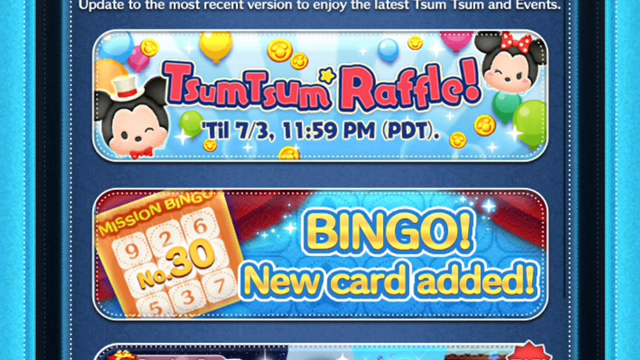 Update to the most recent version to enjoy the latest Tsum Tsum and Events.
TsumTsum Raffle!
'Til 7/3, 11:59 PM (PDT).
MISSION BINGO
9 2 6
No.30
5 3 7
BINGO!
New card added!